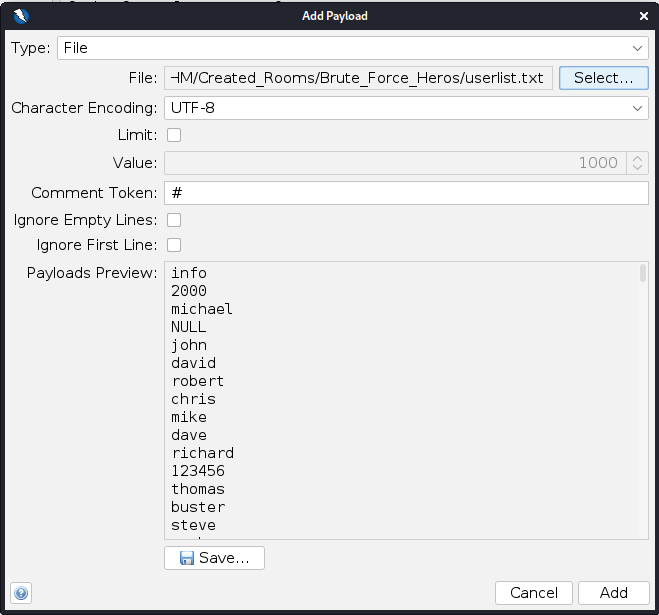 Add Payload
Type: File
File: HM/Created_Rooms/Brute_Force_Heros/userlist.txt Select...
Character Encoding: UTF-8
Limit:
Value: 1000
Comment Token: #
Ignore Empty Lines:
Ignore First Line:
Payloads Preview: info
2000
michael
NULL
john
david
robert
chris
mike
dave
richard
123456
thomas
buster
steve
Save...
Cancel Add